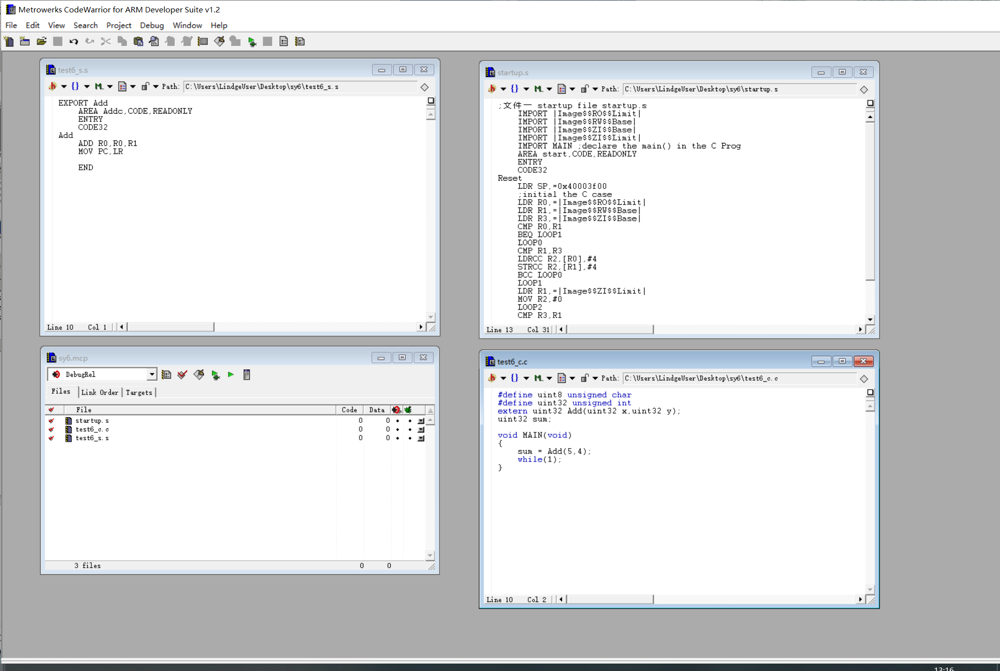 Metrowerks CodeWarrior for ARM Developer Suite v1.2
File Edit View Search Project Debug Window Help
test6_s.s
Path: C:\Users\LindgeUser\Desktop\sy6\test6_s.s
EXPORT Add
AREA Addc,CODE,READONLY
ENTRY
CODE32
Add
ADD R0,R0,R1
MOV PC,LR
END
Line 10 Col 1
startup.s
Path: C:\Users\LindgeUser\Desktop\sy6\startup.s
;文件一 startup file startup.s
IMPORT |Image$$RO$$Limit|
IMPORT |Image$$RW$$Base|
IMPORT |Image$$ZI$$Base|
IMPORT |Image$$ZI$$Limit|
IMPORT MAIN ;declare the main() in the C Prog
AREA start,CODE,READONLY
ENTRY
CODE32
Reset
LDR SP,=0x40003f00
;initial the C case
LDR R0,=|Image$$RO$$Limit|
LDR R1,=|Image$$RW$$Base|
LDR R3,=|Image$$ZI$$Base|
CMP R0,R1
BEQ LOOP1
LOOP0
CMP R1,R3
LDRCC R2,[R0],#4
STRCC R2,[R1],#4
BCC LOOP0
LOOP1
LDR R1,=|Image$$ZI$$Limit|
MOV R2,#0
LOOP2
CMP R3,R1
Line 13 Col 31
sy6.mcp
DebugRel
Files Link Order Targets
File Code Data
startup.s 0 0
test6_c.c 0 0
test6_s.s 0 0
3 files 0 0
test6_c.c
Path: C:\Users\LindgeUser\Desktop\sy6\test6_c.c
#define uint8 unsigned char
#define uint32 unsigned int
extern uint32 Add(uint32 x,uint32 y);
uint32 sum;
void MAIN(void)
{
sum = Add(5,4);
while(1);
}
Line 10 Col 2
13:16